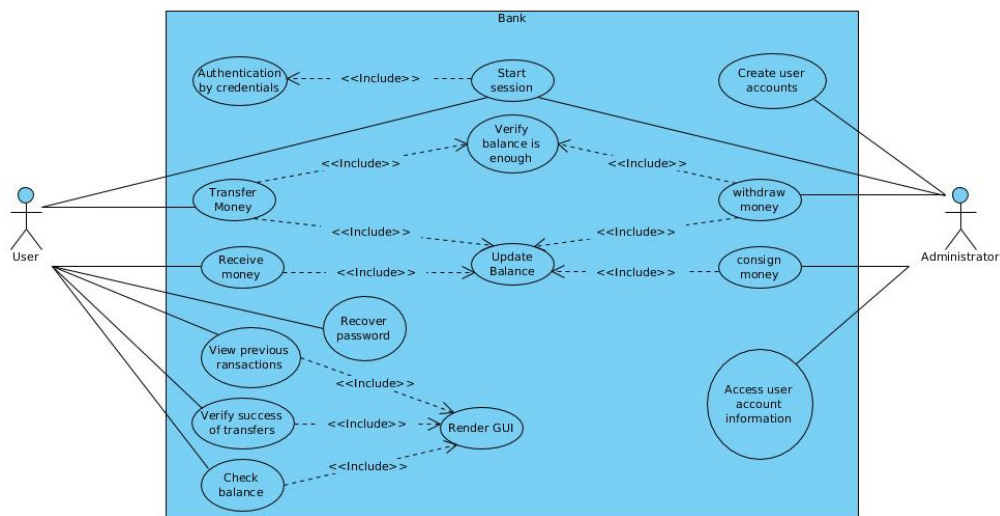 Bank
Authentication
by credentials
<<Include>>
Start
session
Create user
accounts
Verify
balance is
enough
<<Include>>
<<Include>>
Transfer
Money
withdraw
money
<<Include>>
<<Include>>
User
Receive
money
<<Include>>
Update
Balance
<<Include>>
consign
money
Administrator
Recover
password
View previous
ransactions
<<Include>>
Access user
account
information
Verify success
of transfers
<<Include>>
Render GUI
<<Include>>
Check
balance